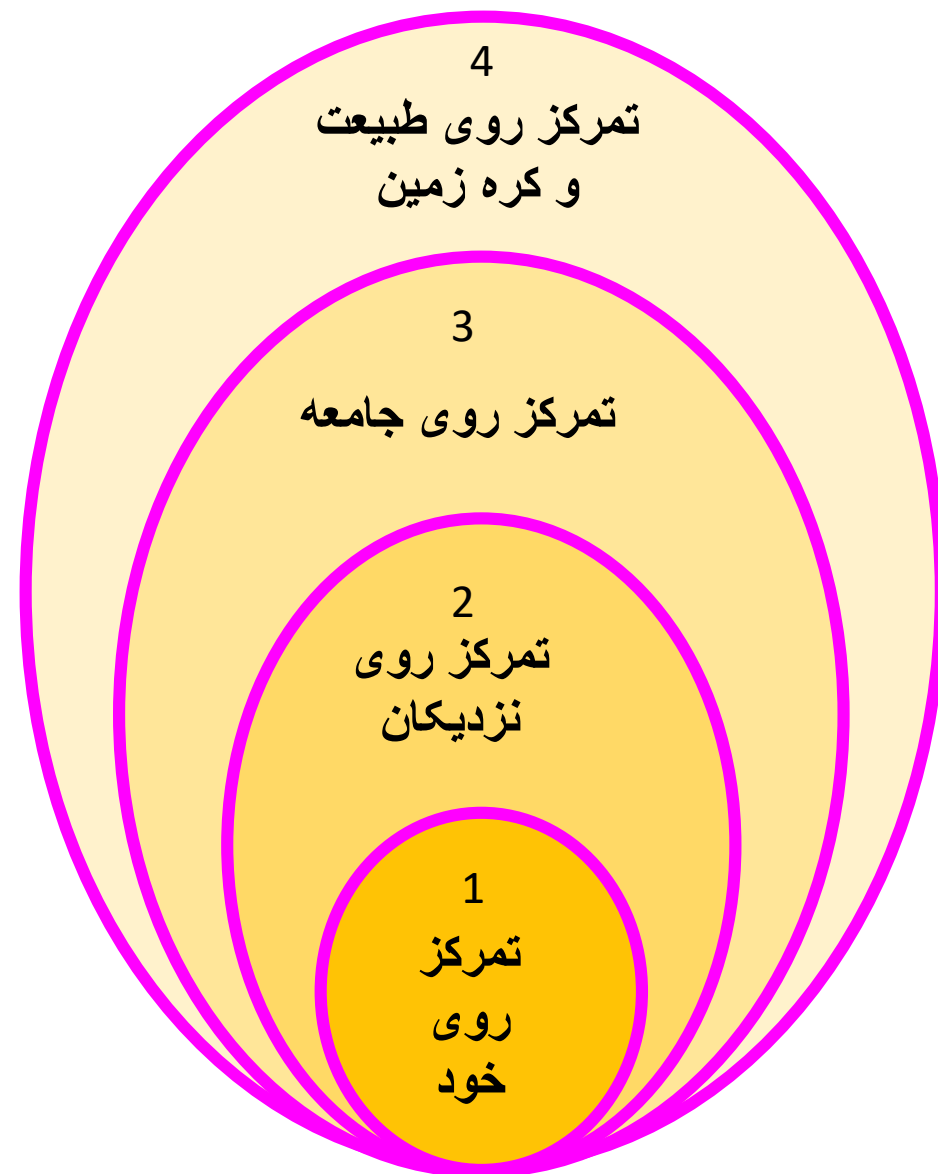 4
تمرکز روی طبیعت
و کره زمین
3
تمرکز روی جامعه
2
تمرکز روی
نزدیکان
1
تمرکز
روی
خود